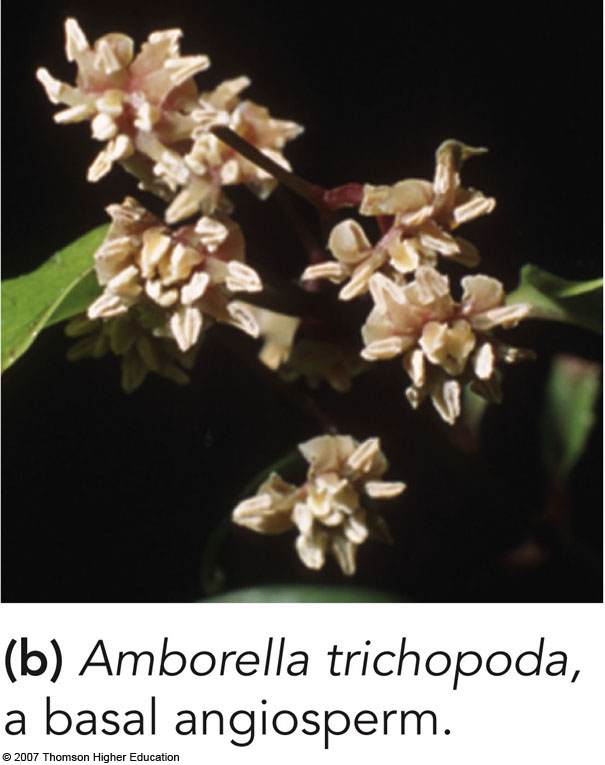 (b) Amborella trichopoda,
a basal angiosperm.
© 2007 Thomson Higher Education